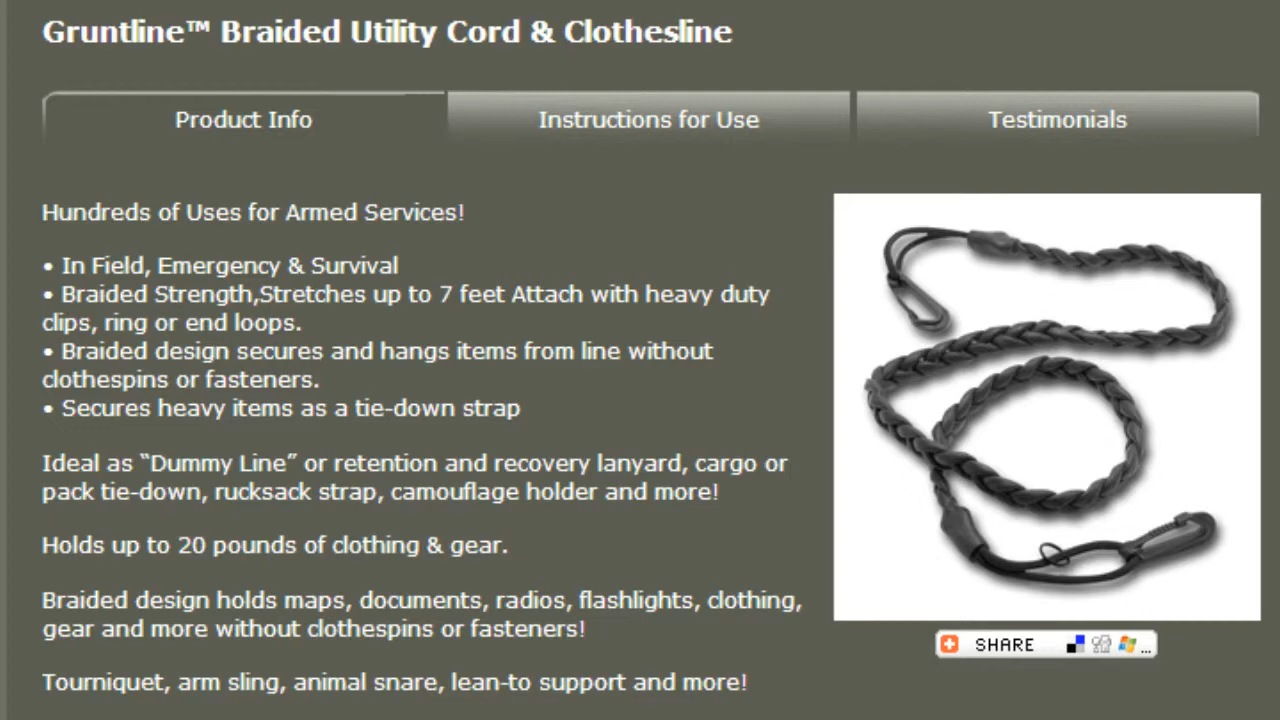 Gruntline™ Braided Utility Cord & Clothesline
Product Info
Instructions for Use
Testimonials
Hundreds of Uses for Armed Services!
• In Field, Emergency & Survival
• Braided Strength,Stretches up to 7 feet Attach with heavy duty
clips, ring or end loops.
• Braided design secures and hangs items from line without
clothespins or fasteners.
• Secures heavy items as a tie-down strap
Ideal as “Dummy Line” or retention and recovery lanyard, cargo or
pack tie-down, rucksack strap, camouflage holder and more!
Holds up to 20 pounds of clothing & gear.
Braided design holds maps, documents, radios, flashlights, clothing,
gear and more without clothespins or fasteners!
Tourniquet, arm sling, animal snare, lean-to support and more!
SHARE ...